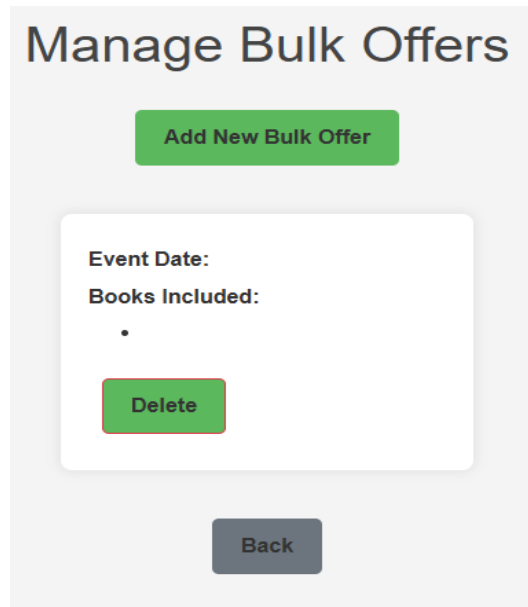 Manage Bulk Offers
Add New Bulk Offer
Event Date:
Books Included:
•
Delete
Back